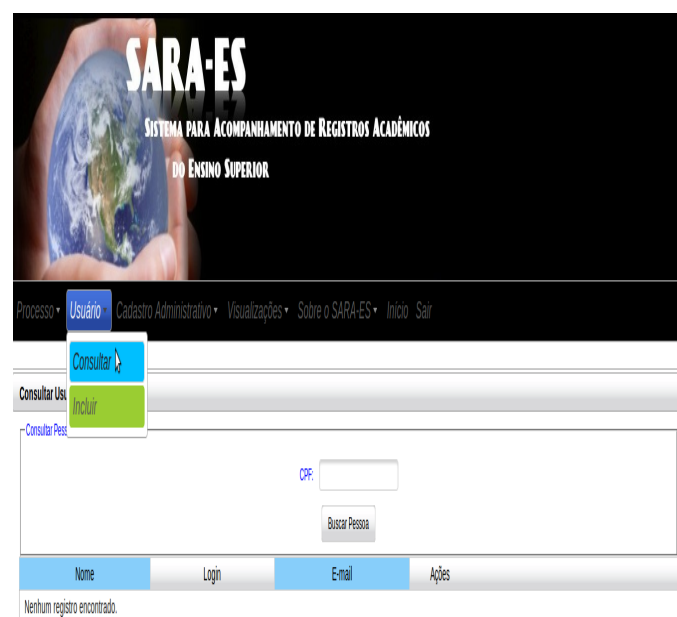 SARA-ES
Sistema para Acompanhamento de Registros Acadêmicos
do Ensino Superior
Processo Usuário Cadastro Administrativo Visualizações Sobre o SARA-ES Início Sair
Consultar
Incluir
Consultar Usu
Consultar Pess
CPF:
Buscar Pessoa
Nome Login E-mail Ações
Nenhum registro encontrado.